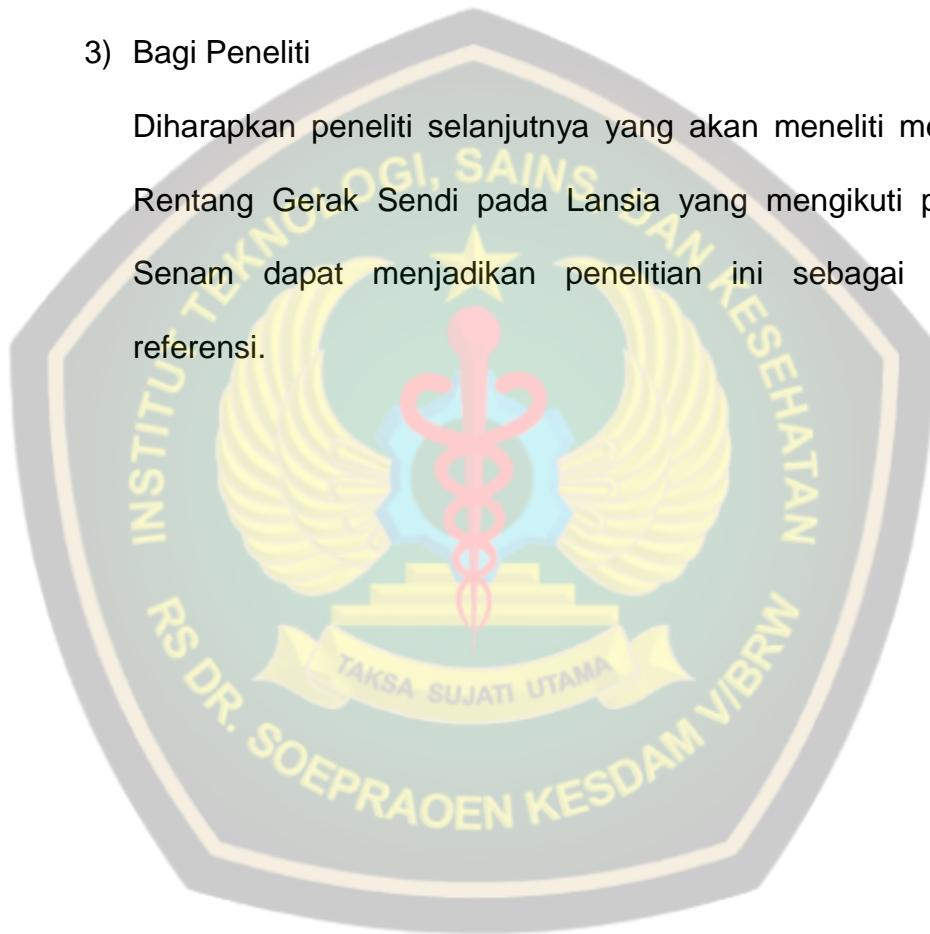 3) Bagi Peneliti
Diharapkan peneliti selanjutnya yang akan meneliti me
Rentang Gerak Sendi pada Lansia yang mengikuti p
Senam dapat menjadikan penelitian ini sebagai
referensi.
INSTITUT TEKNOLOGI, SAINS, DAN KESEHATAN
TAKSA SUJATI UTAMA
RS DR. SOEPRAOEN KESDAM V/BRW